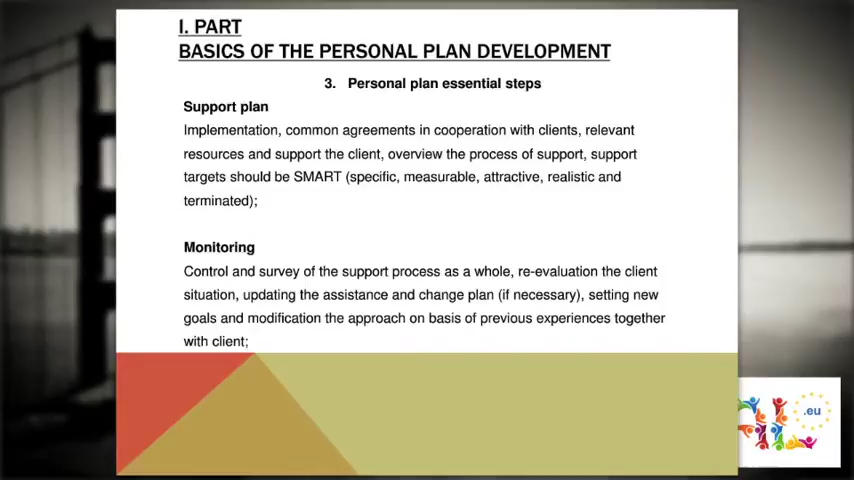 I. PART
BASICS OF THE PERSONAL PLAN DEVELOPMENT
3. Personal plan essential steps
Support plan
Implementation, common agreements in cooperation with clients, relevant
resources and support the client, overview the process of support, support
targets should be SMART (specific, measurable, attractive, realistic and
terminated);
Monitoring
Control and survey of the support process as a whole, re-evaluation the client
situation, updating the assistance and change plan (if necessary), setting new
goals and modification the approach on basis of previous experiences together
with client;
.eu